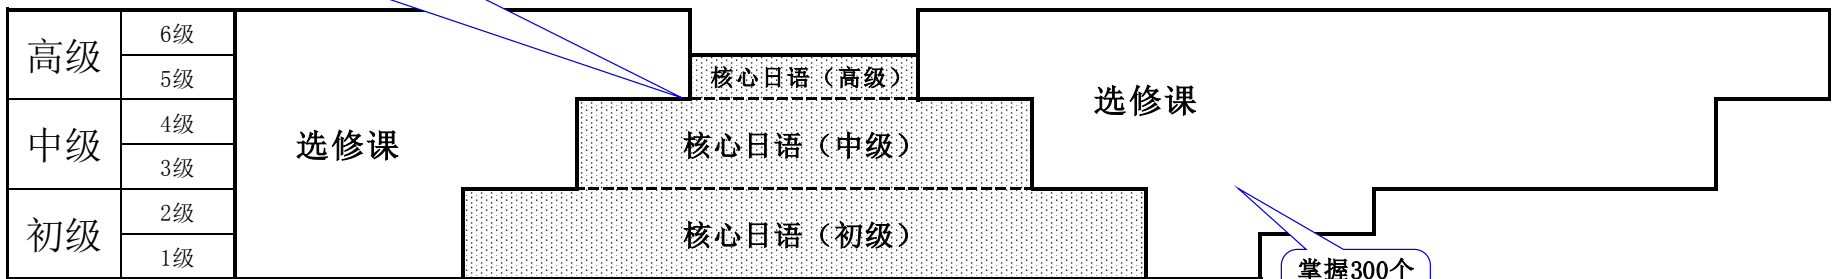 高级
6级
5级
核心日语（高级）
选修课
中级
4级
3级
选修课
核心日语（中级）
初级
2级
1级
核心日语（初级）
掌握300个